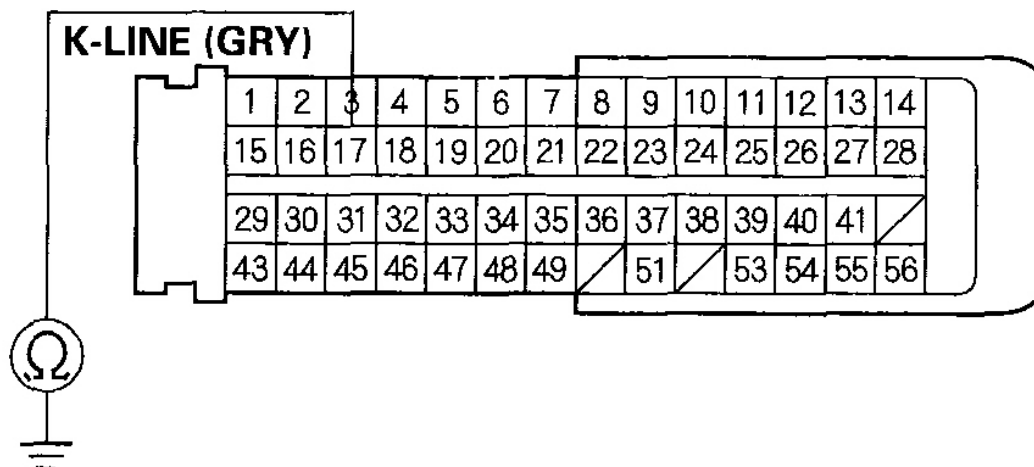 K-LINE (GRY)
1 2 3 4 5 6 7 8 9 10 11 12 13 14
15 16 17 18 19 20 21 22 23 24 25 26 27 28
29 30 31 32 33 34 35 36 37 38 39 40 41
43 44 45 46 47 48 49 51 53 54 55 56
Ω